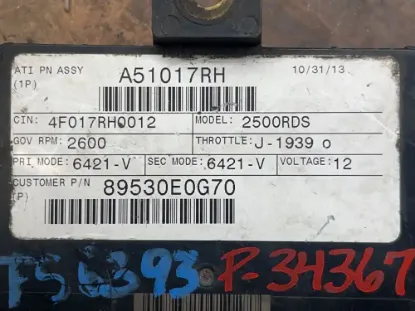 ATI PN ASSY A51017RH 10/31/13
(1P)
CIN: 4F017RH0012 MODEL: 2500RDS
GOV RPM: 2600 THROTTLE: J-1939 o
PRI MODE: 6421-V SEC MODE: 6421-V VOLTAGE: 12
CUSTOMER P/N 89530E0G70
(P)
P-34367